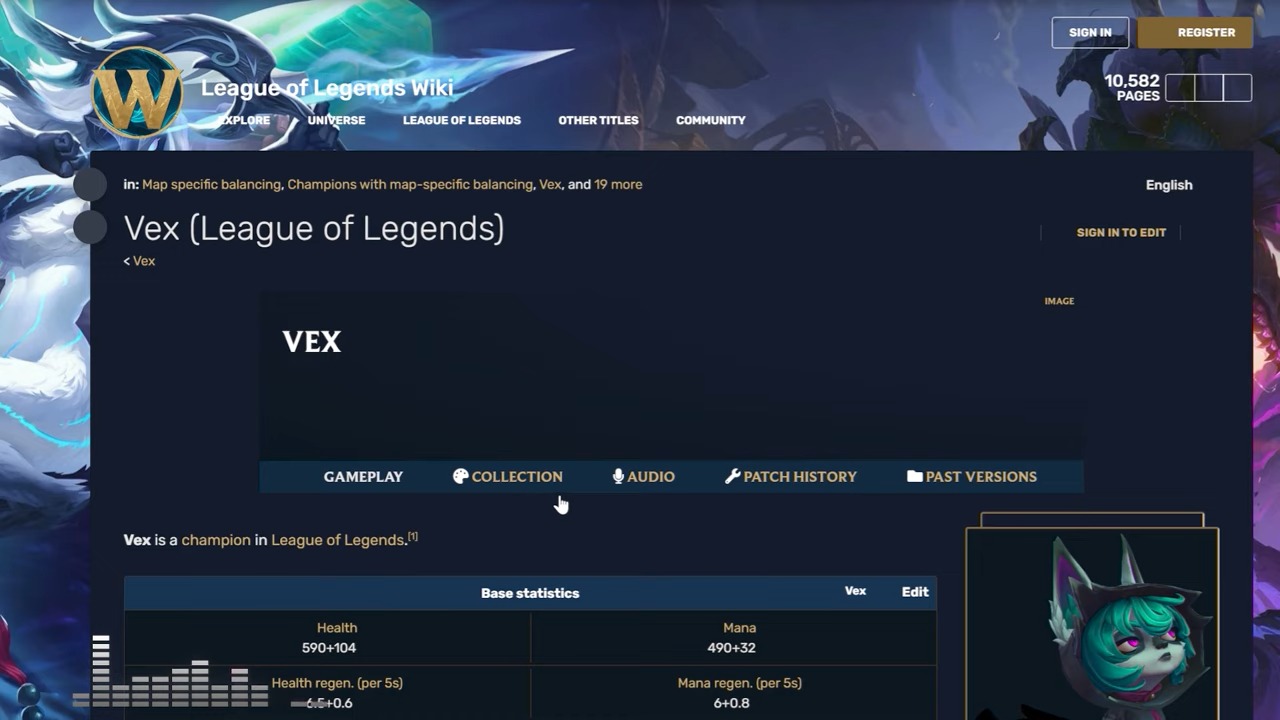 SIGN IN
REGISTER
W
League of Legends Wiki
10,582
PAGES
EXPLORE
UNIVERSE
LEAGUE OF LEGENDS
OTHER TITLES
COMMUNITY
in: Map specific balancing, Champions with map-specific balancing, Vex, and 19 more
English
Vex (League of Legends)
SIGN IN TO EDIT
< Vex
IMAGE
VEX
GAMEPLAY
COLLECTION
AUDIO
PATCH HISTORY
PAST VERSIONS
Vex is a champion in League of Legends.[1]
Base statistics
Vex
Edit
Health
590+104
Mana
490+32
Health regen. (per 5s)
6.5+0.6
Mana regen. (per 5s)
6+0.8